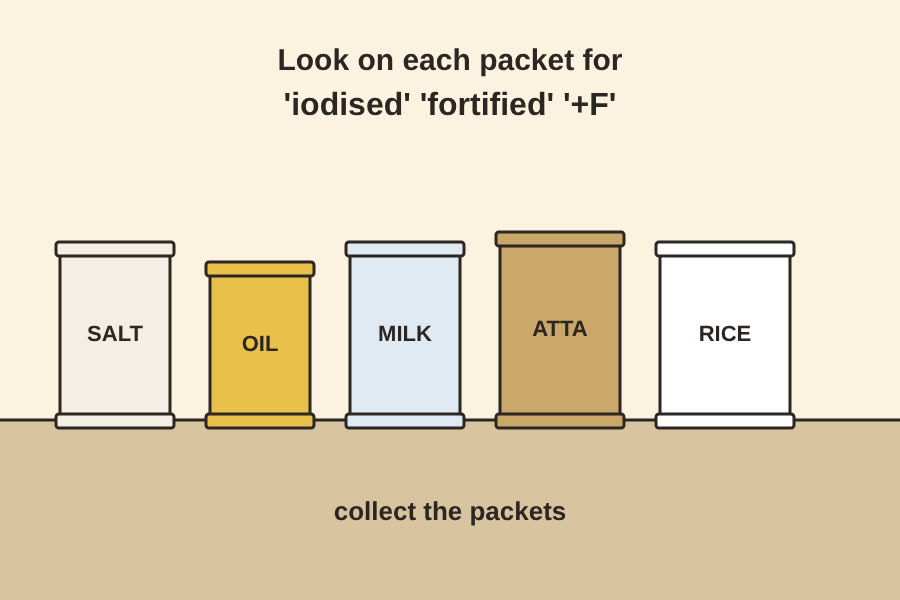 Look on each packet for
'iodised' 'fortified' '+F'
SALT
OIL
MILK
ATTA
RICE
collect the packets